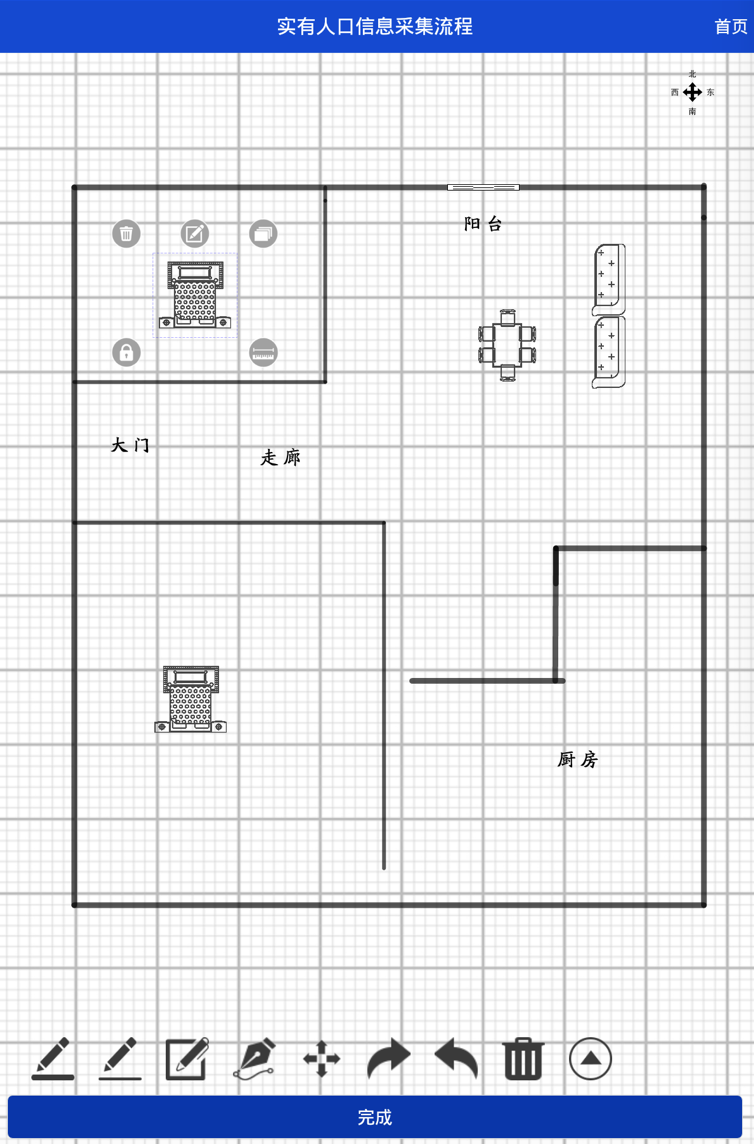 实有人口信息采集流程 首页
北
西 东
南
阳台
大门
走廊
厨房
完成